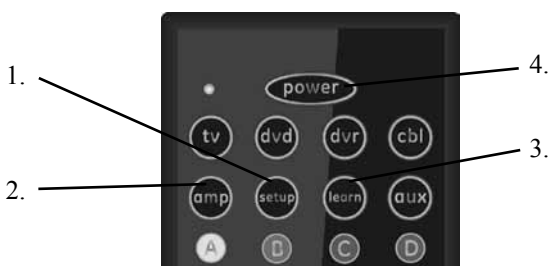 1.
4.
power
tv dvd dvr cbl
3.
2.
amp setup learn aux
A B C D